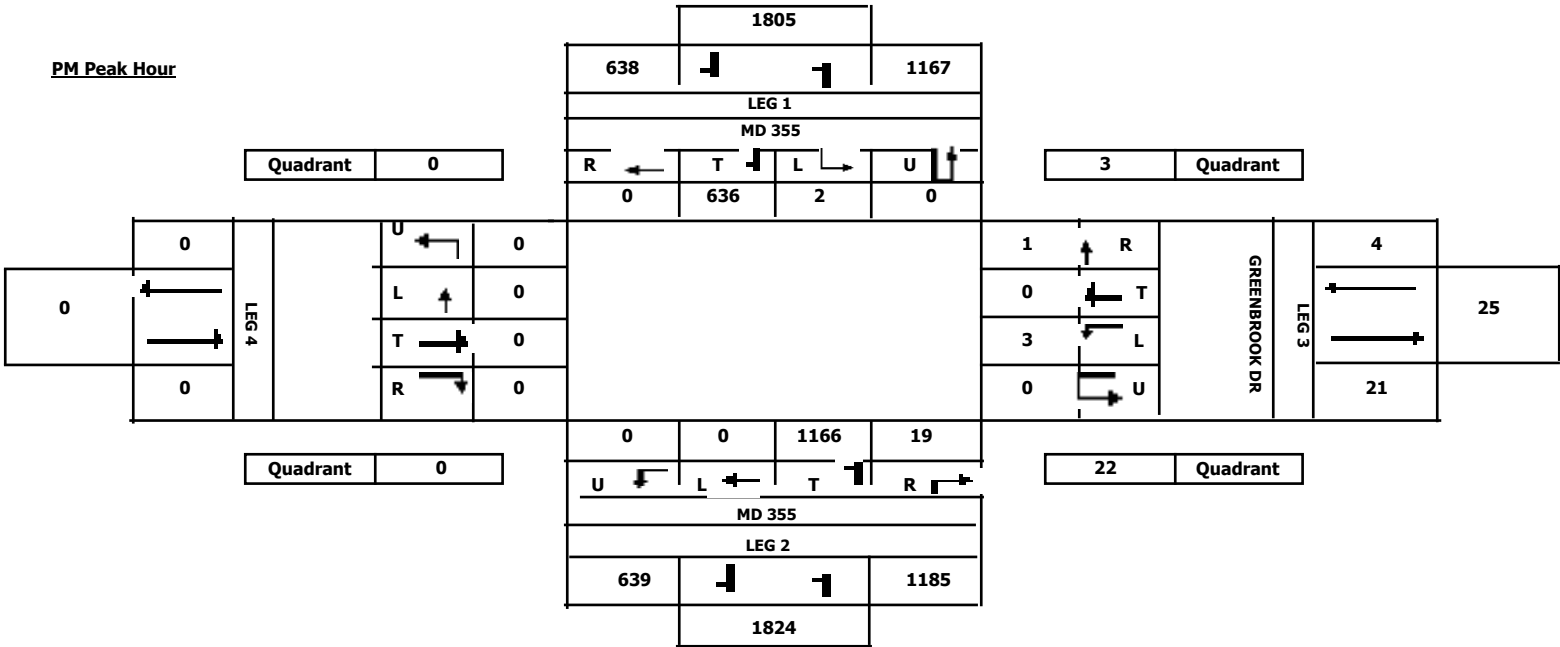 1805
PM Peak Hour
638 1167
LEG 1
MD 355
Quadrant 0
R T L U
3 Quadrant
0 636 2 0
0 U 0
1 R 4
L 0
0 T
0
LEG 4
GREENBROOK DR
LEG 3
25
T 0
3 L
0 R 0
0 U 21
0 0 1166 19
Quadrant 0
U L T R
22 Quadrant
MD 355
LEG 2
639 1185
1824